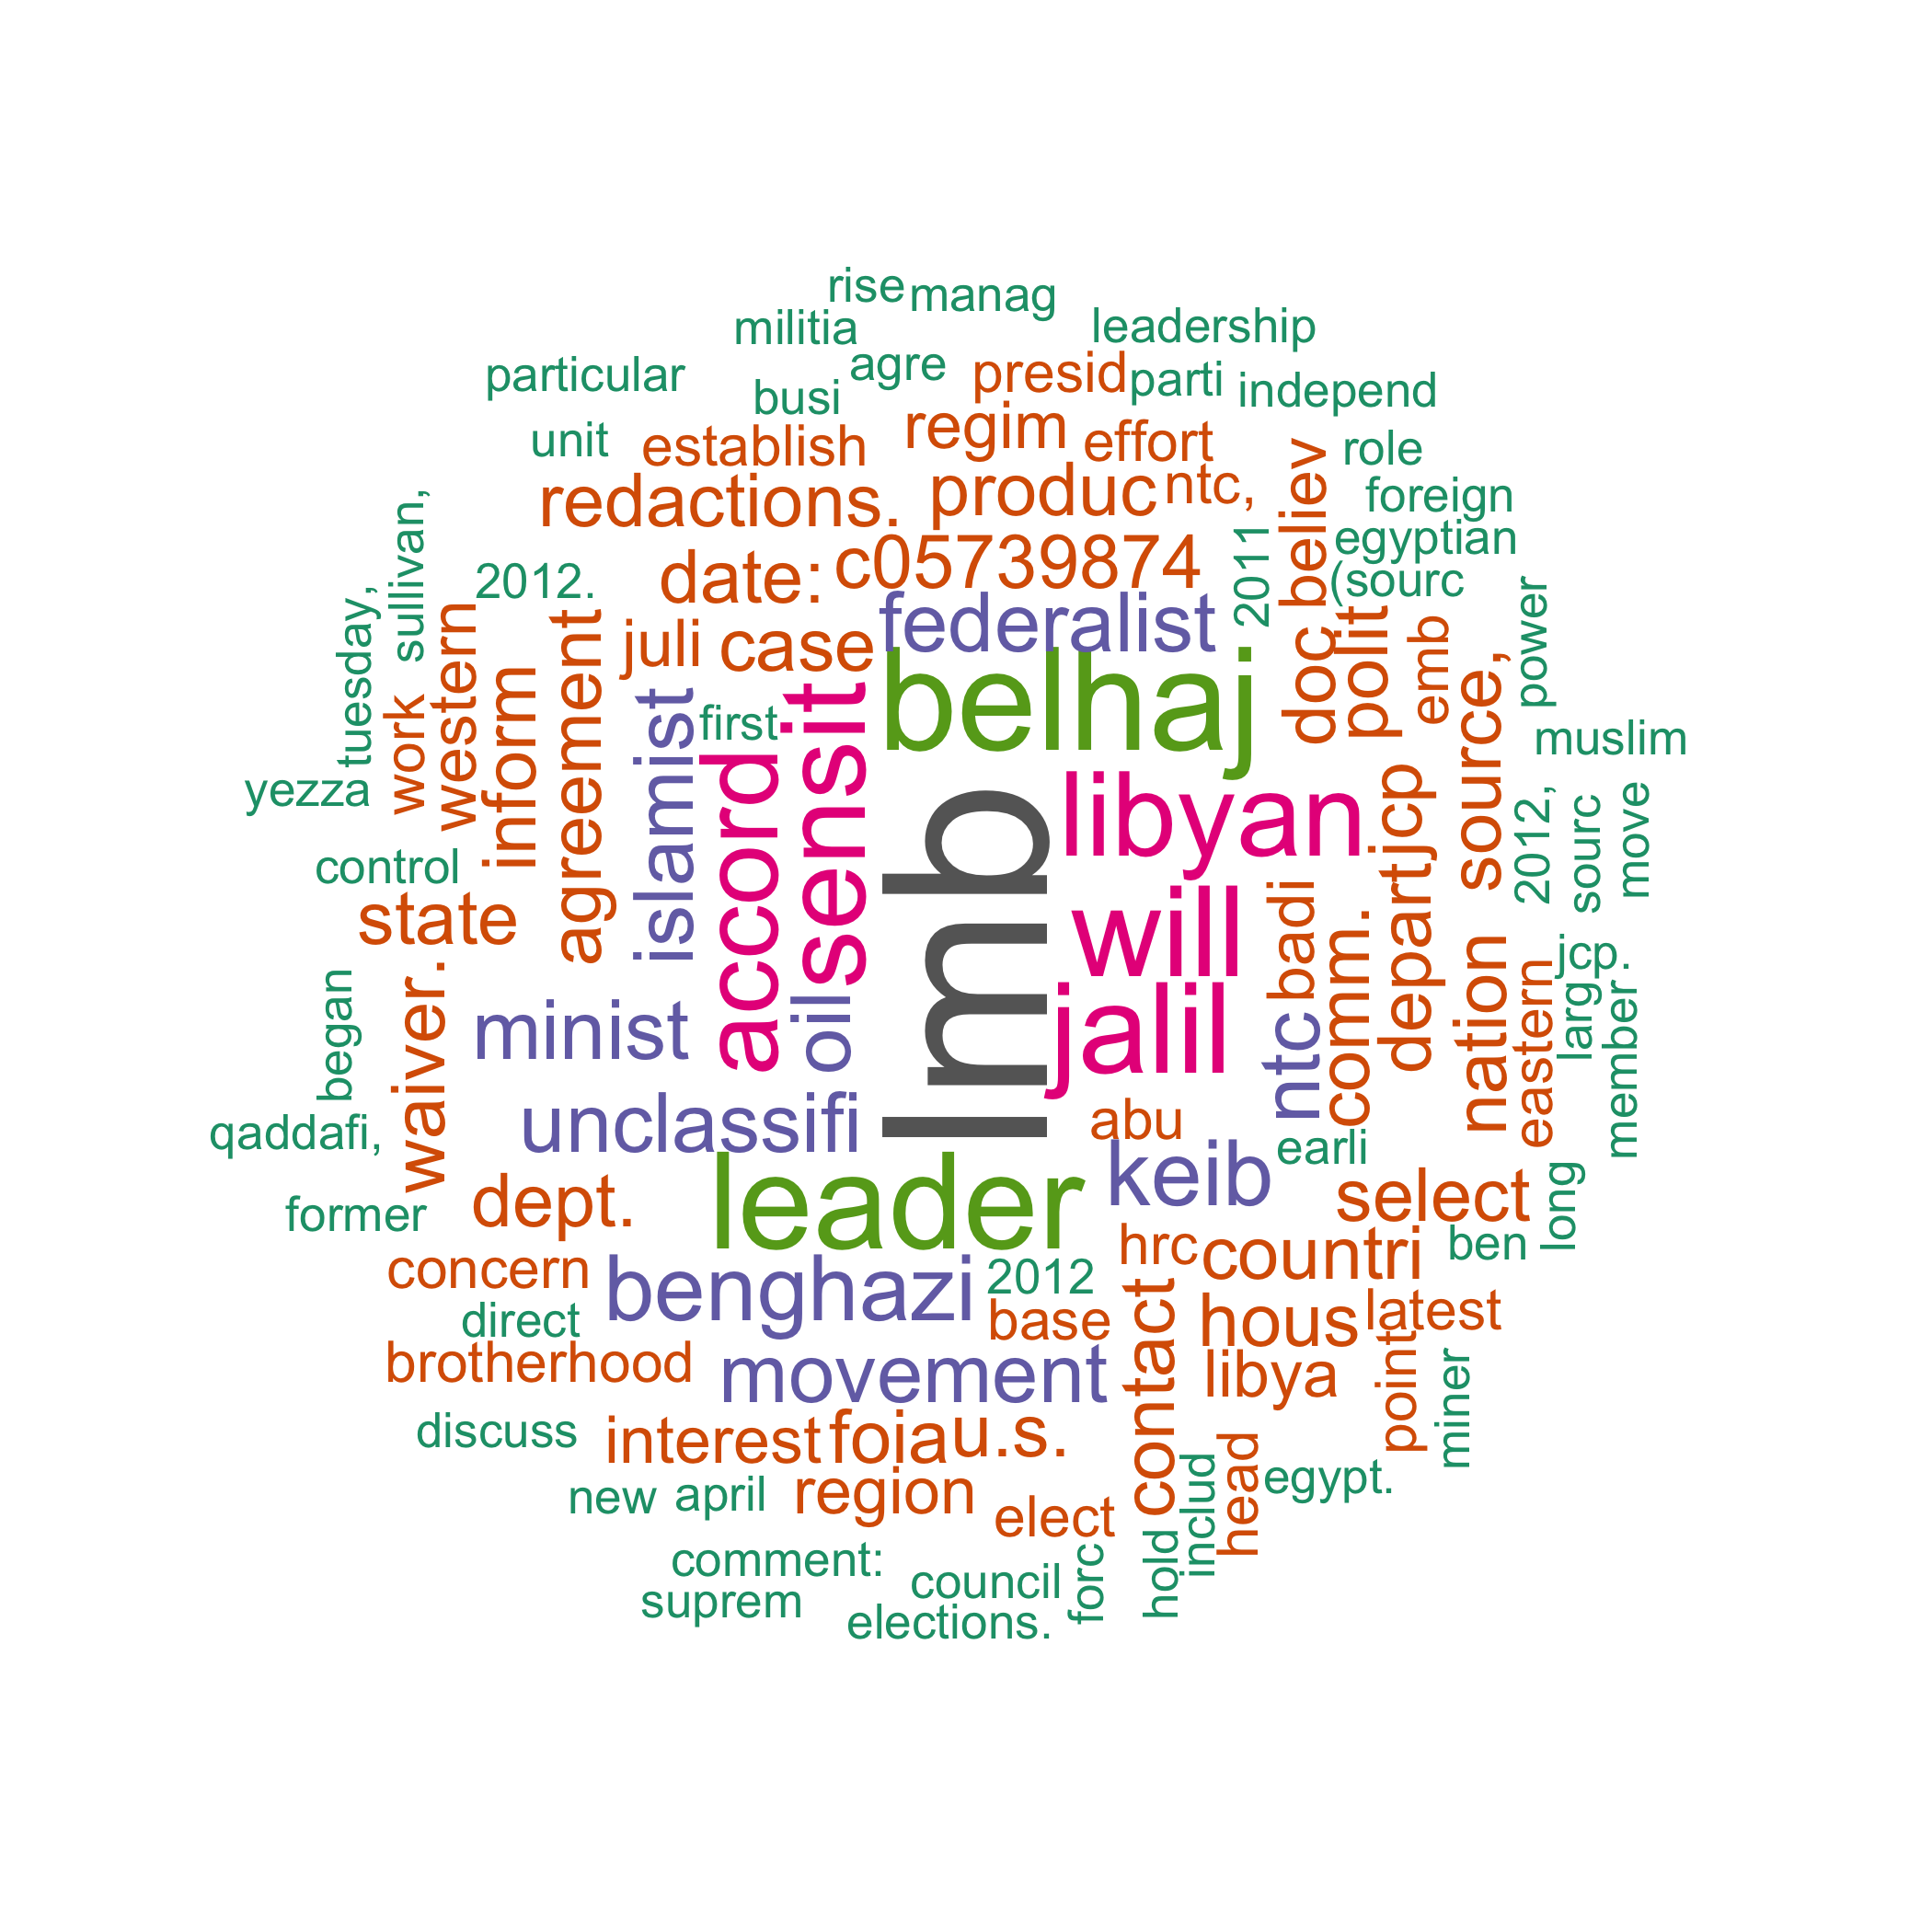 rise manag
militia leadership
particular agre presid parti independ
busi
unit establish regim effort role
redactions. produc ntc, believ foreign
sullivan, egyptian
2012. date: c05739874 2011 (sourc
tuesday, western juli case federalist doc polit emb power
work inform agreement islamist first sensit belhaj source, muslim
yezza accord libyan jcp 2012, sourc move
control
state lmb will badi depart
waiver. comm. nation jcp.
began minist oil jalil ntc eastern larg member
qaddafi, unclassifi abu earli
former dept. leader keib select long
concern hrc countri ben
benghazi 2012
direct base contact hous latest
brotherhood movement libya point miner
discuss interest foia u.s.
new april region elect includ head egypt.
comment: council forc hold
suprem elections.